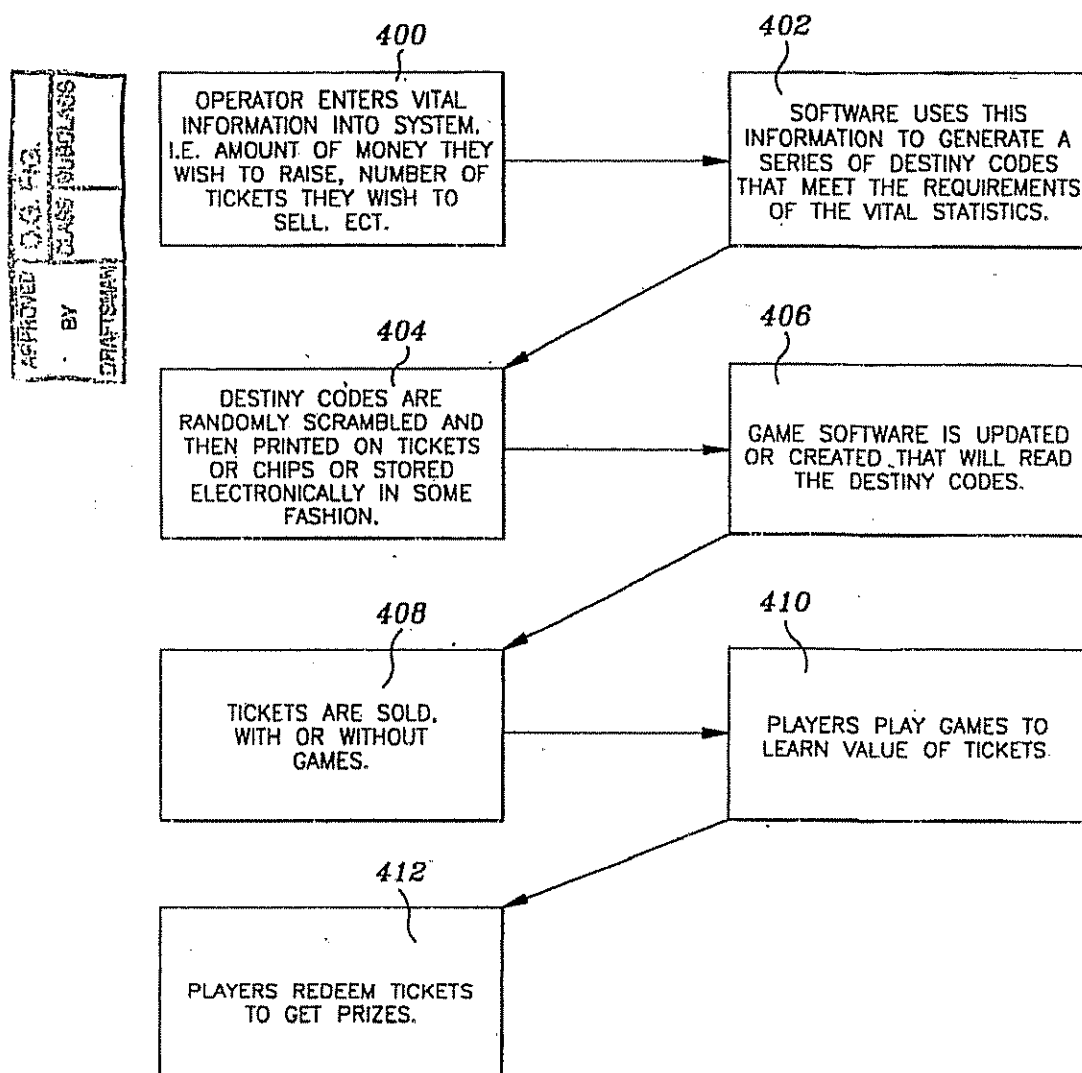 400
OPERATOR ENTERS VITAL
INFORMATION INTO SYSTEM.
I.E. AMOUNT OF MONEY THEY
WISH TO RAISE, NUMBER OF
TICKETS THEY WISH TO
SELL. ECT.
402
SOFTWARE USES THIS
INFORMATION TO GENERATE A
SERIES OF DESTINY CODES
THAT MEET THE REQUIREMENTS
OF THE VITAL STATISTICS.
APPROVED O.G. FIG.
BY CLASS SUBCLASS
DRAFTSMAN
404
DESTINY CODES ARE
RANDOMLY SCRAMBLED AND
THEN PRINTED ON TICKETS
OR CHIPS OR STORED
ELECTRONICALLY IN SOME
FASHION.
406
GAME SOFTWARE IS UPDATED
OR CREATED THAT WILL READ
THE DESTINY CODES.
408
TICKETS ARE SOLD,
WITH OR WITHOUT
GAMES.
410
PLAYERS PLAY GAMES TO
LEARN VALUE OF TICKETS
412
PLAYERS REDEEM TICKETS
TO GET PRIZES.